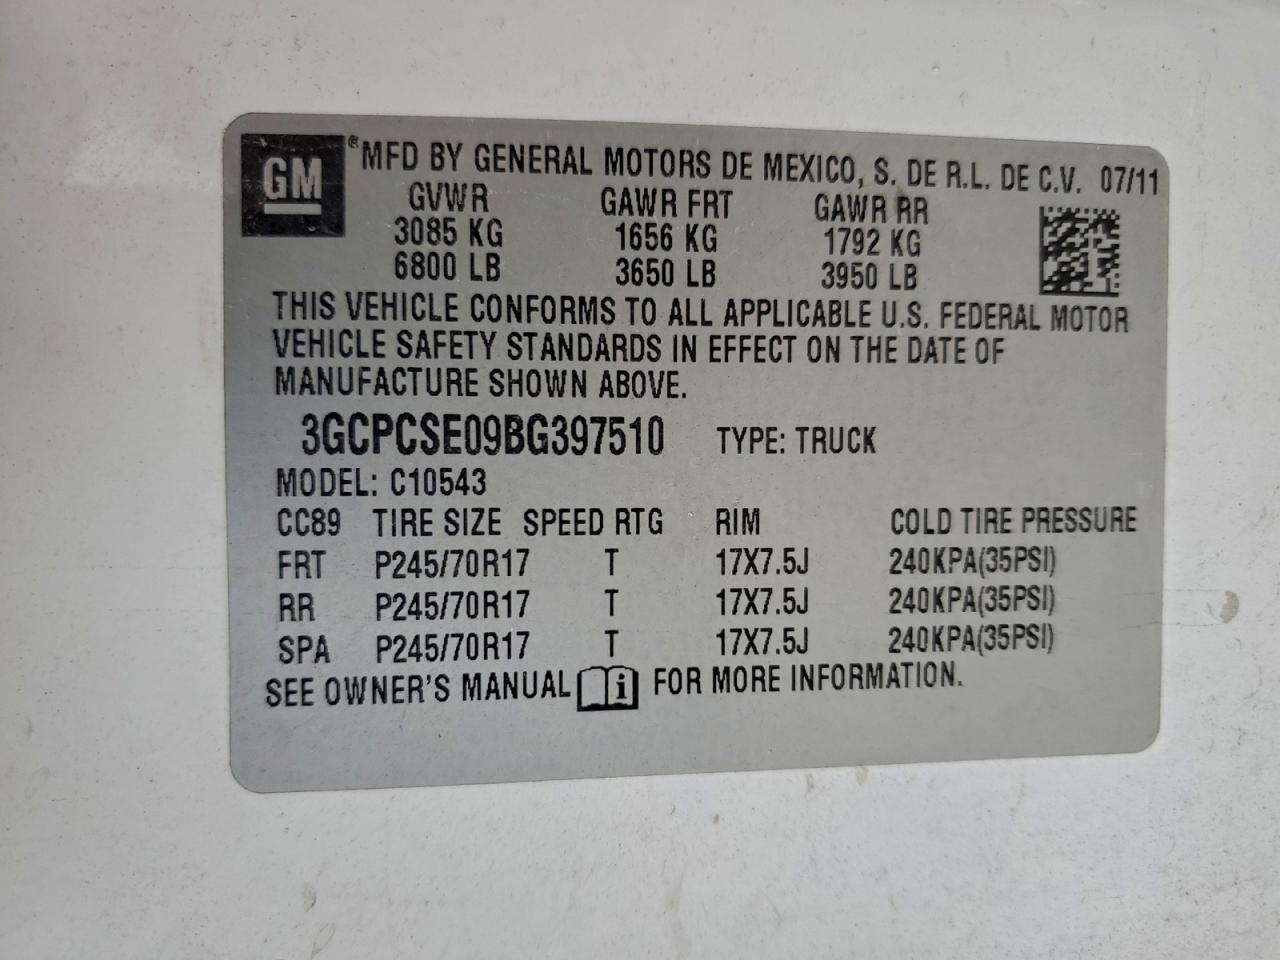 GM ® MFD BY GENERAL MOTORS DE MEXICO, S. DE R.L. DE C.V. 07/11
GVWR GAWR FRT GAWR RR
3085 KG 1656 KG 1792 KG
6800 LB 3650 LB 3950 LB
THIS VEHICLE CONFORMS TO ALL APPLICABLE U.S. FEDERAL MOTOR
VEHICLE SAFETY STANDARDS IN EFFECT ON THE DATE OF
MANUFACTURE SHOWN ABOVE.
3GCPCSE09BG397510 TYPE: TRUCK
MODEL: C10543
CC89 TIRE SIZE SPEED RTG RIM COLD TIRE PRESSURE
FRT P245/70R17 T 17X7.5J 240KPA(35PSI)
RR P245/70R17 T 17X7.5J 240KPA(35PSI)
SPA P245/70R17 T 17X7.5J 240KPA(35PSI)
SEE OWNER'S MANUAL i FOR MORE INFORMATION.